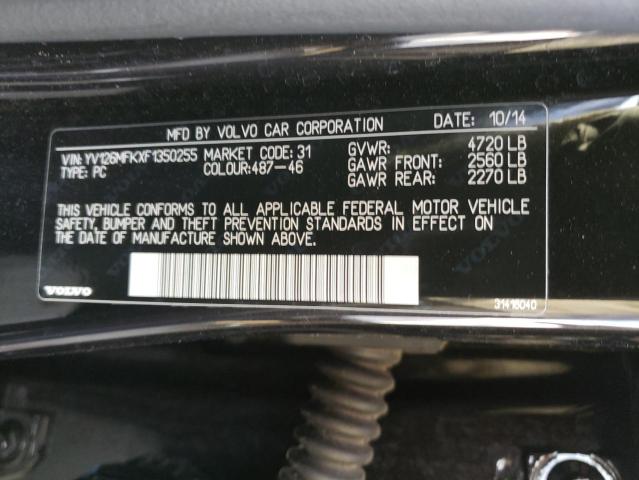 MFD BY VOLVO CAR CORPORATION DATE: 10/14
VIN: YV126MFKXF1350255 MARKET CODE: 31 GVWR: 4720 LB
TYPE: PC COLOUR:487-46 GAWR FRONT: 2560 LB
GAWR REAR: 2270 LB
THIS VEHICLE CONFORMS TO ALL APPLICABLE FEDERAL MOTOR VEHICLE
SAFETY, BUMPER AND THEFT PREVENTION STANDARDS IN EFFECT ON
THE DATE OF MANUFACTURE SHOWN ABOVE.
VOLVO 31416040